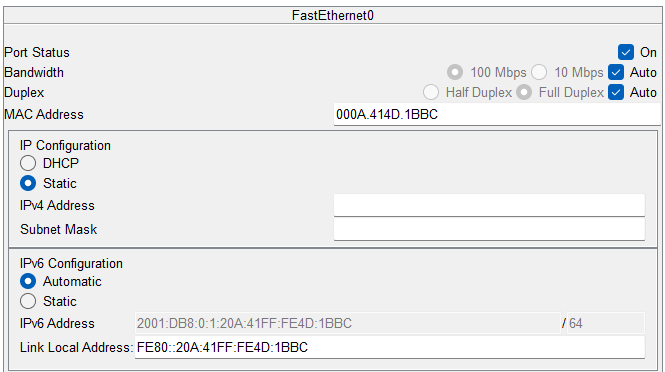 FastEthernet0
Port Status On
Bandwidth 100 Mbps 10 Mbps Auto
Duplex Half Duplex Full Duplex Auto
MAC Address 000A.414D.1BBC
IP Configuration
DHCP
Static
IPv4 Address
Subnet Mask
IPv6 Configuration
Automatic
Static
IPv6 Address 2001:DB8:0:1:20A:41FF:FE4D:1BBC / 64
Link Local Address: FE80::20A:41FF:FE4D:1BBC